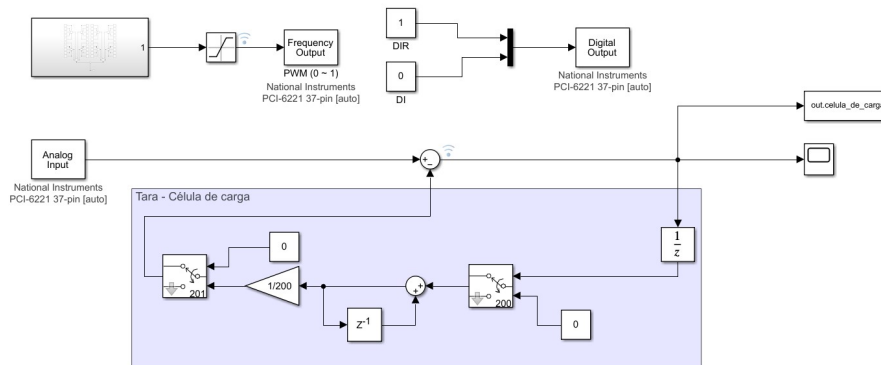 1
Frequency
Output
PWM (0 ~ 1)
National Instruments
PCI-6221 37-pin [auto]
1
DIR
0
DI
Digital
Output
National Instruments
PCI-6221 37-pin [auto]
out.celula_de_carga
Analog
Input
National Instruments
PCI-6221 37-pin [auto]
+
−
Tara - Célula de carga
1
z
0
201
1/200
+
+
200
0
Z-1